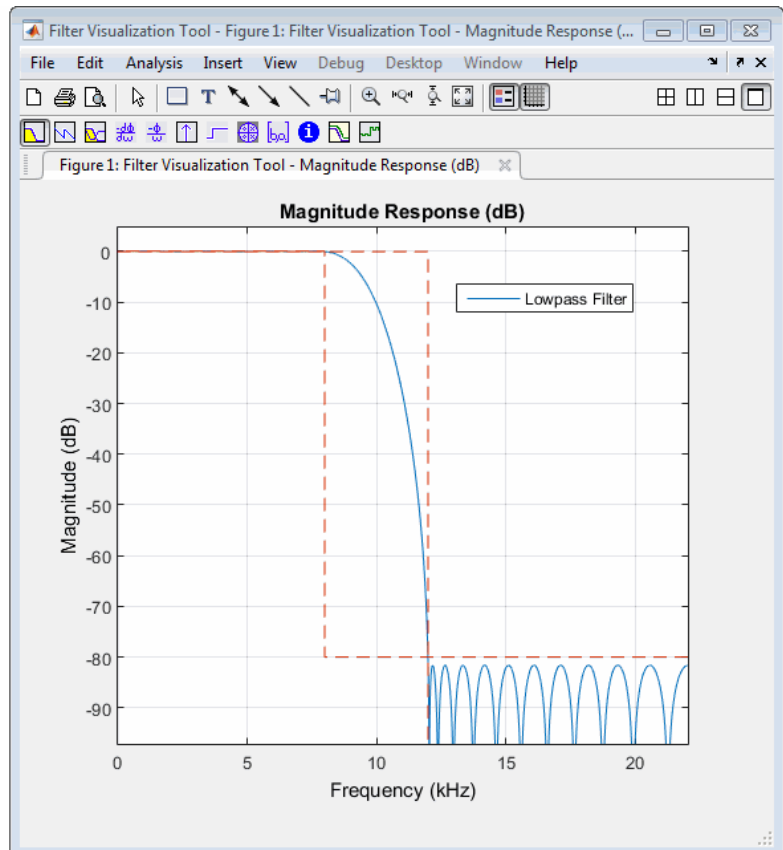 Filter Visualization Tool - Figure 1: Filter Visualization Tool - Magnitude Response (...
File Edit Analysis Insert View Debug Desktop Window Help
T
[b,a]
Figure 1: Filter Visualization Tool - Magnitude Response (dB)
Magnitude Response (dB)
Lowpass Filter
Magnitude (dB)
0
-10
-20
-30
-40
-50
-60
-70
-80
-90
0 5 10 15 20
Frequency (kHz)